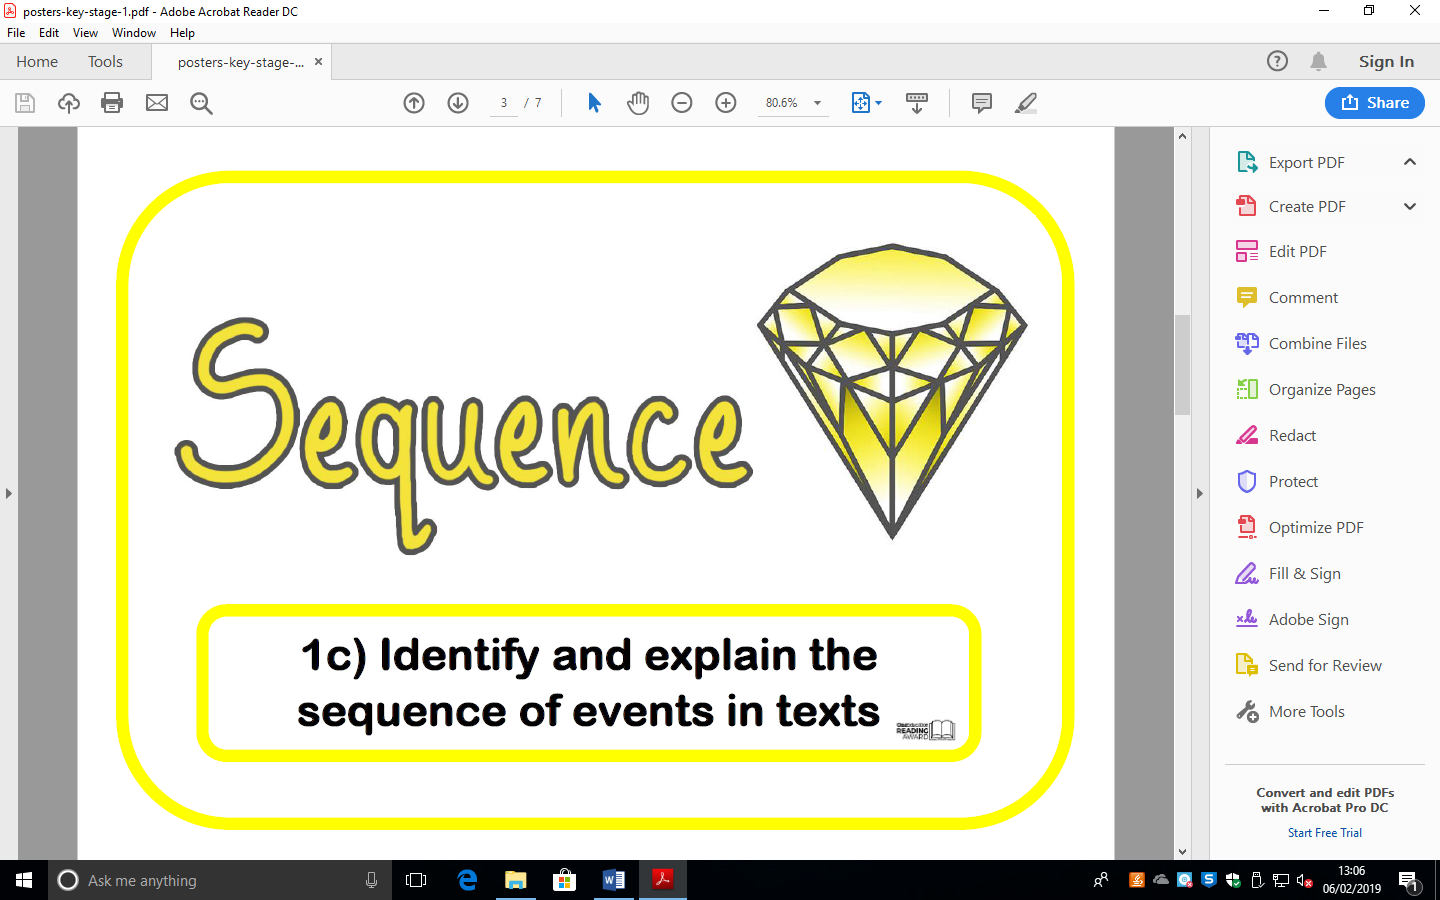 posters-key-stage-1.pdf - Adobe Acrobat Reader DC
File Edit View Window Help
Home Tools posters-key-stage-... Sign In
3 / 7 80.6% Share
Sequence
1c) Identify and explain the
sequence of events in texts
READING
AWARD
Export PDF
Create PDF
Edit PDF
Comment
Combine Files
Organize Pages
Redact
Protect
Optimize PDF
Fill & Sign
Adobe Sign
Send for Review
More Tools
Convert and edit PDFs
with Acrobat Pro DC
Start Free Trial
Ask me anything
13:06
06/02/2019
1